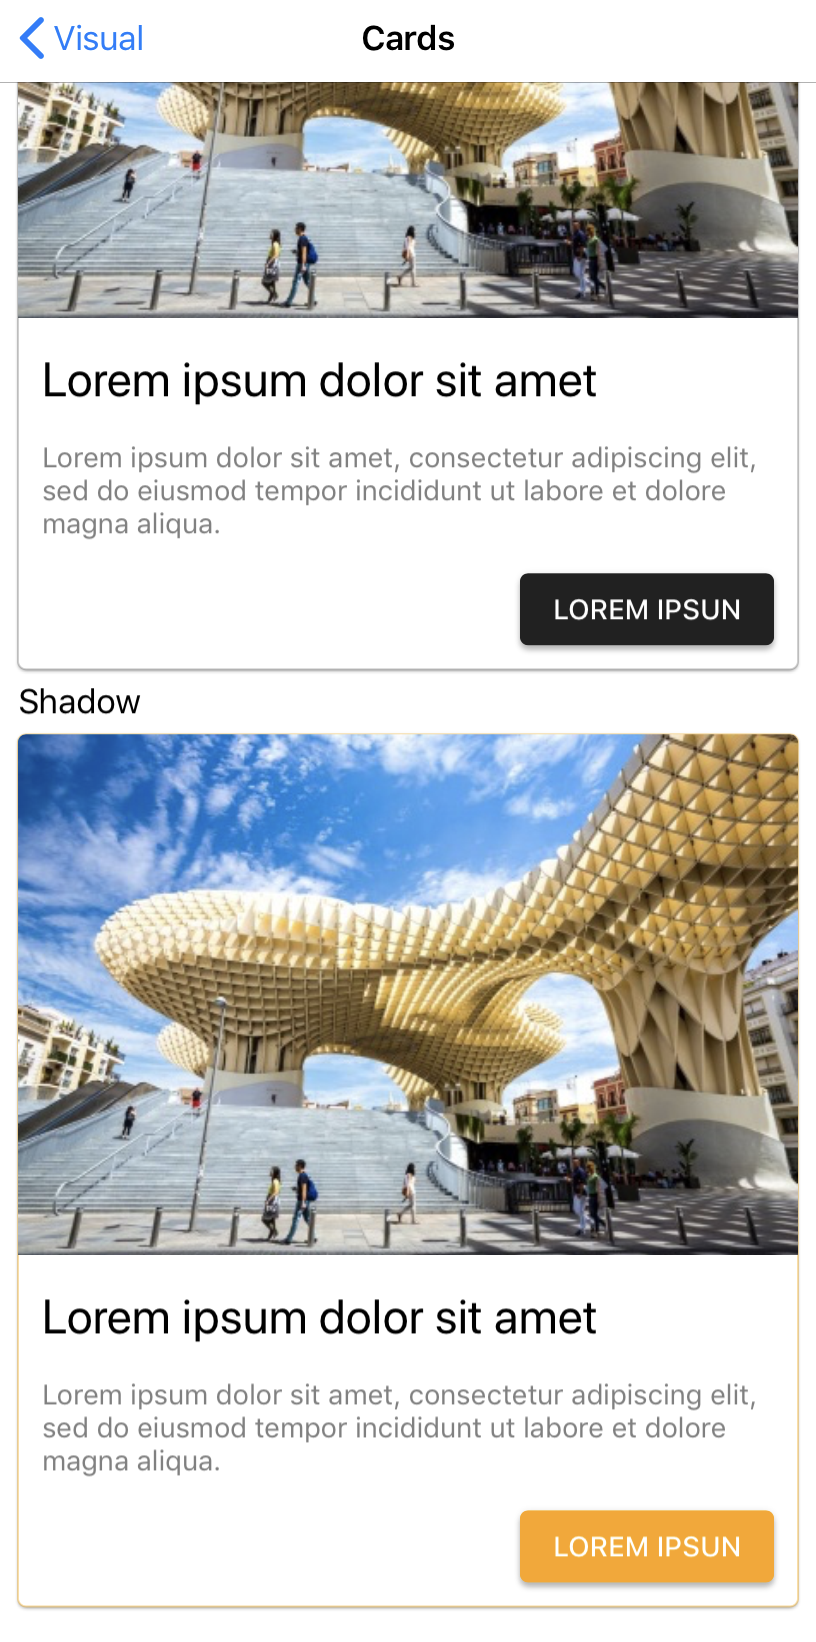 Visual
Cards
Lorem ipsum dolor sit amet
Lorem ipsum dolor sit amet, consectetur adipiscing elit,
sed do eiusmod tempor incididunt ut labore et dolore
magna aliqua.
LOREM IPSUN
Shadow
Lorem ipsum dolor sit amet
Lorem ipsum dolor sit amet, consectetur adipiscing elit,
sed do eiusmod tempor incididunt ut labore et dolore
magna aliqua.
LOREM IPSUN